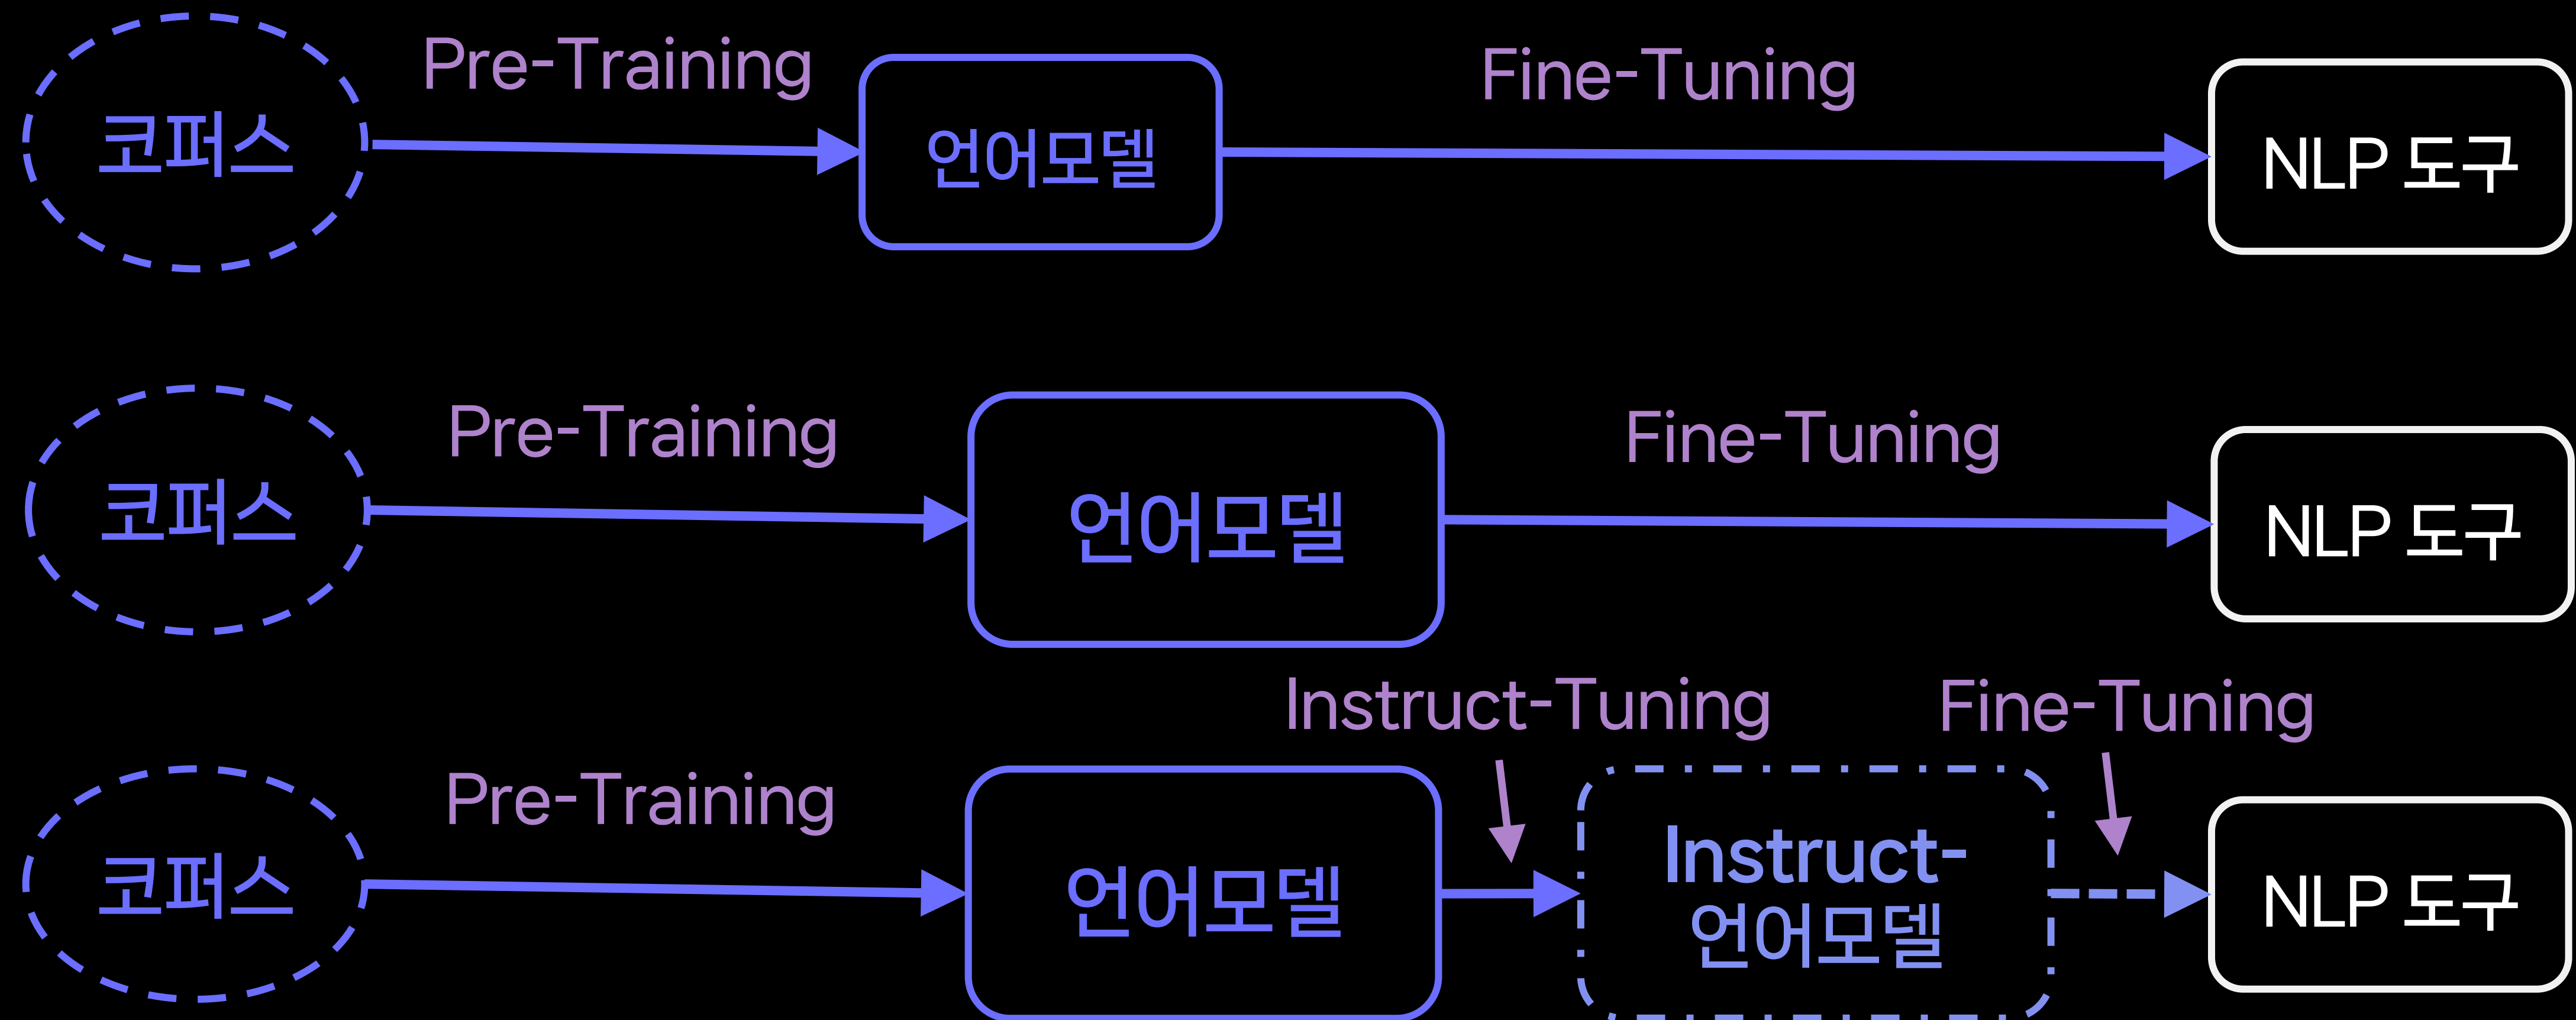 Pre-Training
Fine-Tuning
코퍼스
언어모델
NLP 도구
Pre-Training
Fine-Tuning
코퍼스
언어모델
NLP 도구
Instruct-Tuning
Fine-Tuning
Pre-Training
코퍼스
언어모델
Instruct-
언어모델
NLP 도구